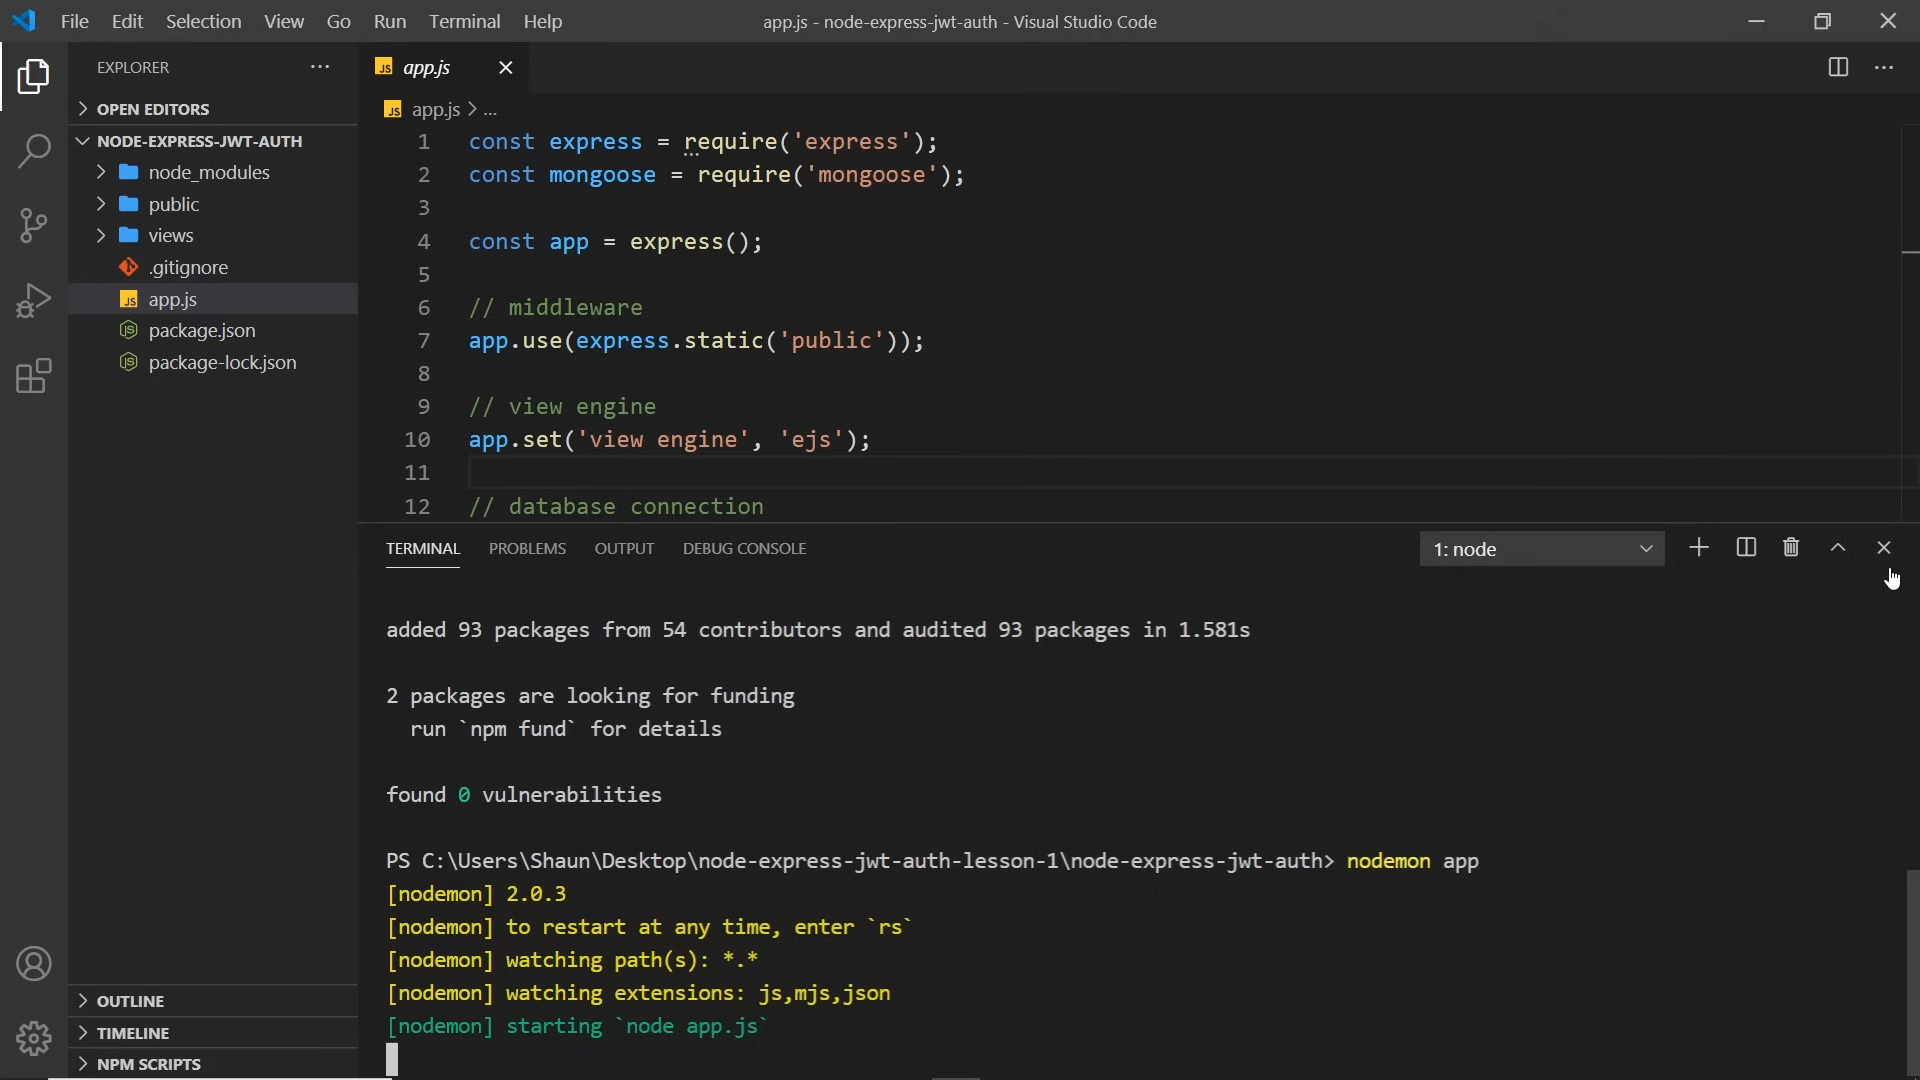 File Edit Selection View Go Run Terminal Help
app.js - node-express-jwt-auth - Visual Studio Code
EXPLORER
OPEN EDITORS
NODE-EXPRESS-JWT-AUTH
node_modules
public
views
.gitignore
JS app.js
package.json
package-lock.json
OUTLINE
TIMELINE
NPM SCRIPTS
JS app.js
JS app.js > ...
1 const express = require('express');
2 const mongoose = require('mongoose');
3
4 const app = express();
5
6 // middleware
7 app.use(express.static('public'));
8
9 // view engine
10 app.set('view engine', 'ejs');
11
12 // database connection
TERMINAL PROBLEMS OUTPUT DEBUG CONSOLE
1: node
added 93 packages from 54 contributors and audited 93 packages in 1.581s
2 packages are looking for funding
run `npm fund` for details
found 0 vulnerabilities
PS C:\Users\Shaun\Desktop\node-express-jwt-auth-lesson-1\node-express-jwt-auth> nodemon app
[nodemon] 2.0.3
[nodemon] to restart at any time, enter `rs`
[nodemon] watching path(s): *.*
[nodemon] watching extensions: js,mjs,json
[nodemon] starting `node app.js`